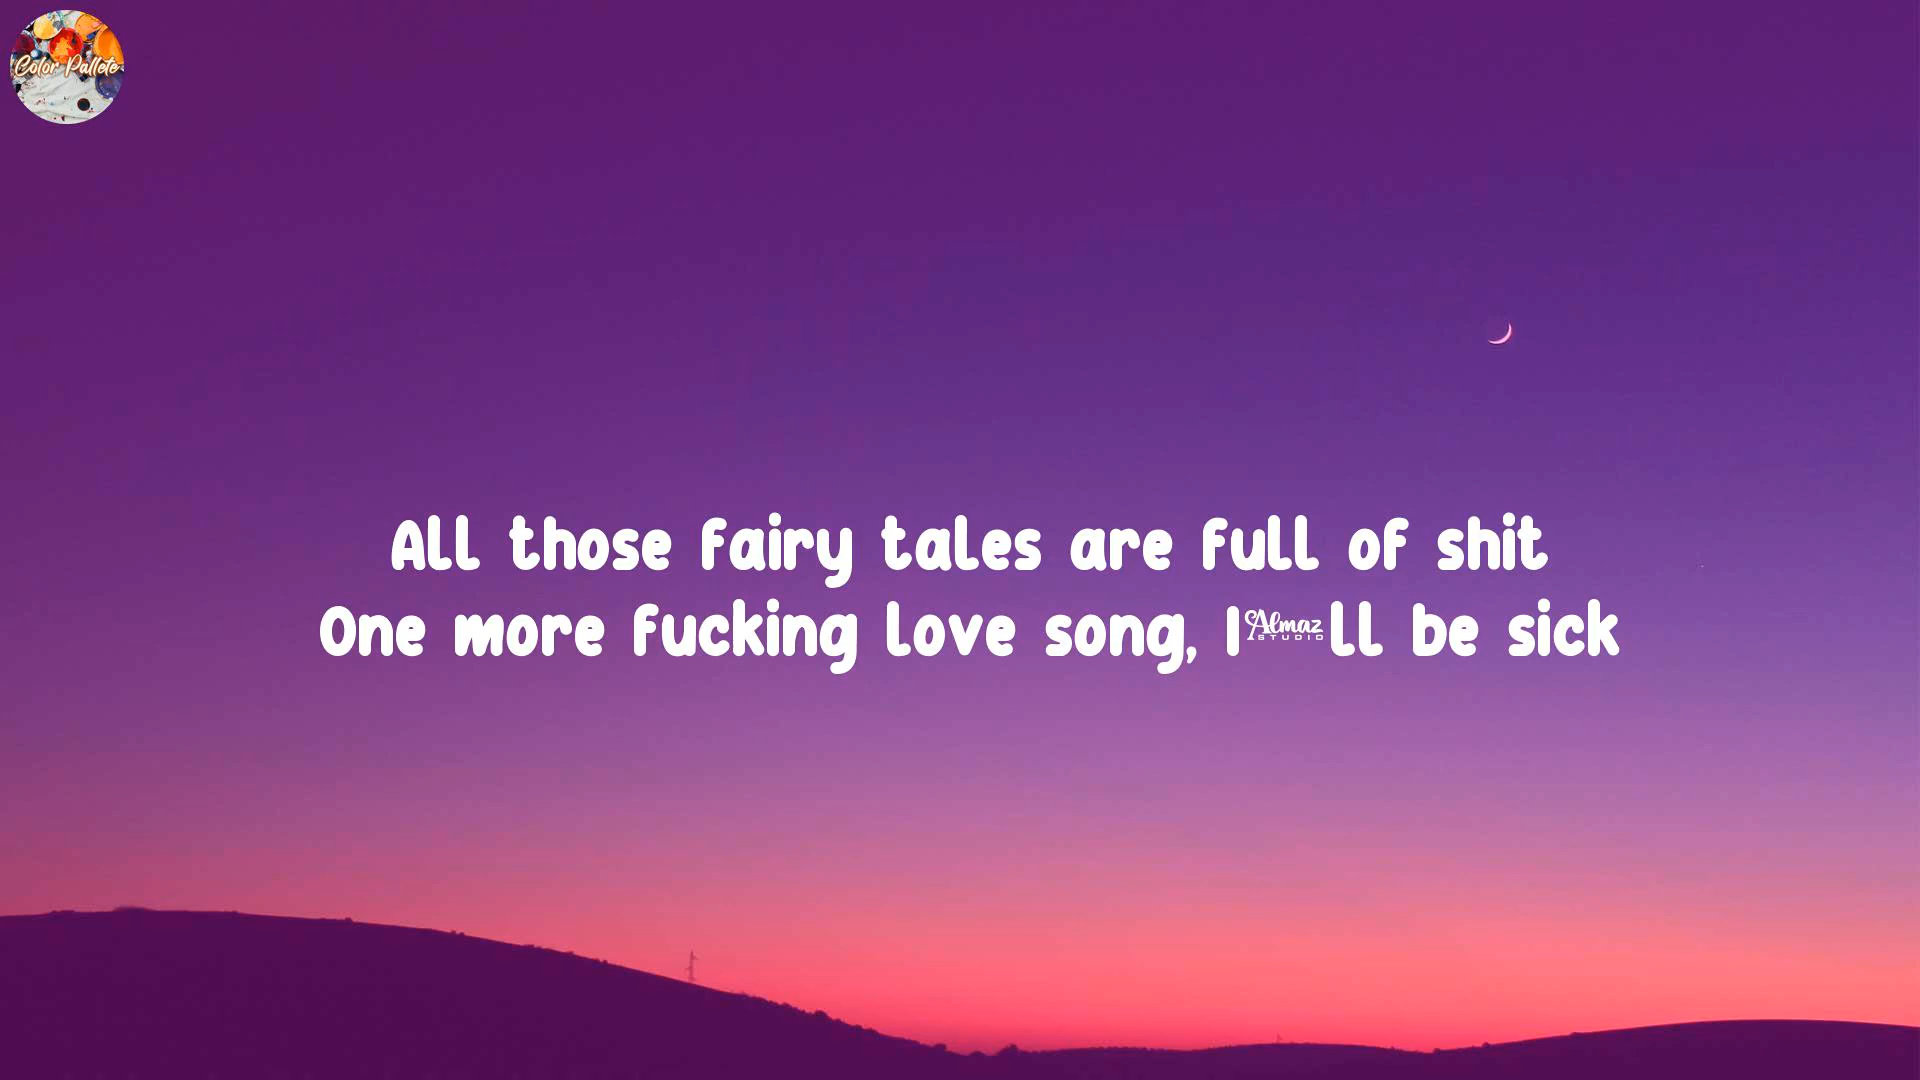 Color Pallete
All those fairy tales are full of shit
One more fucking love song, I Almaz STUDIO ll be sick